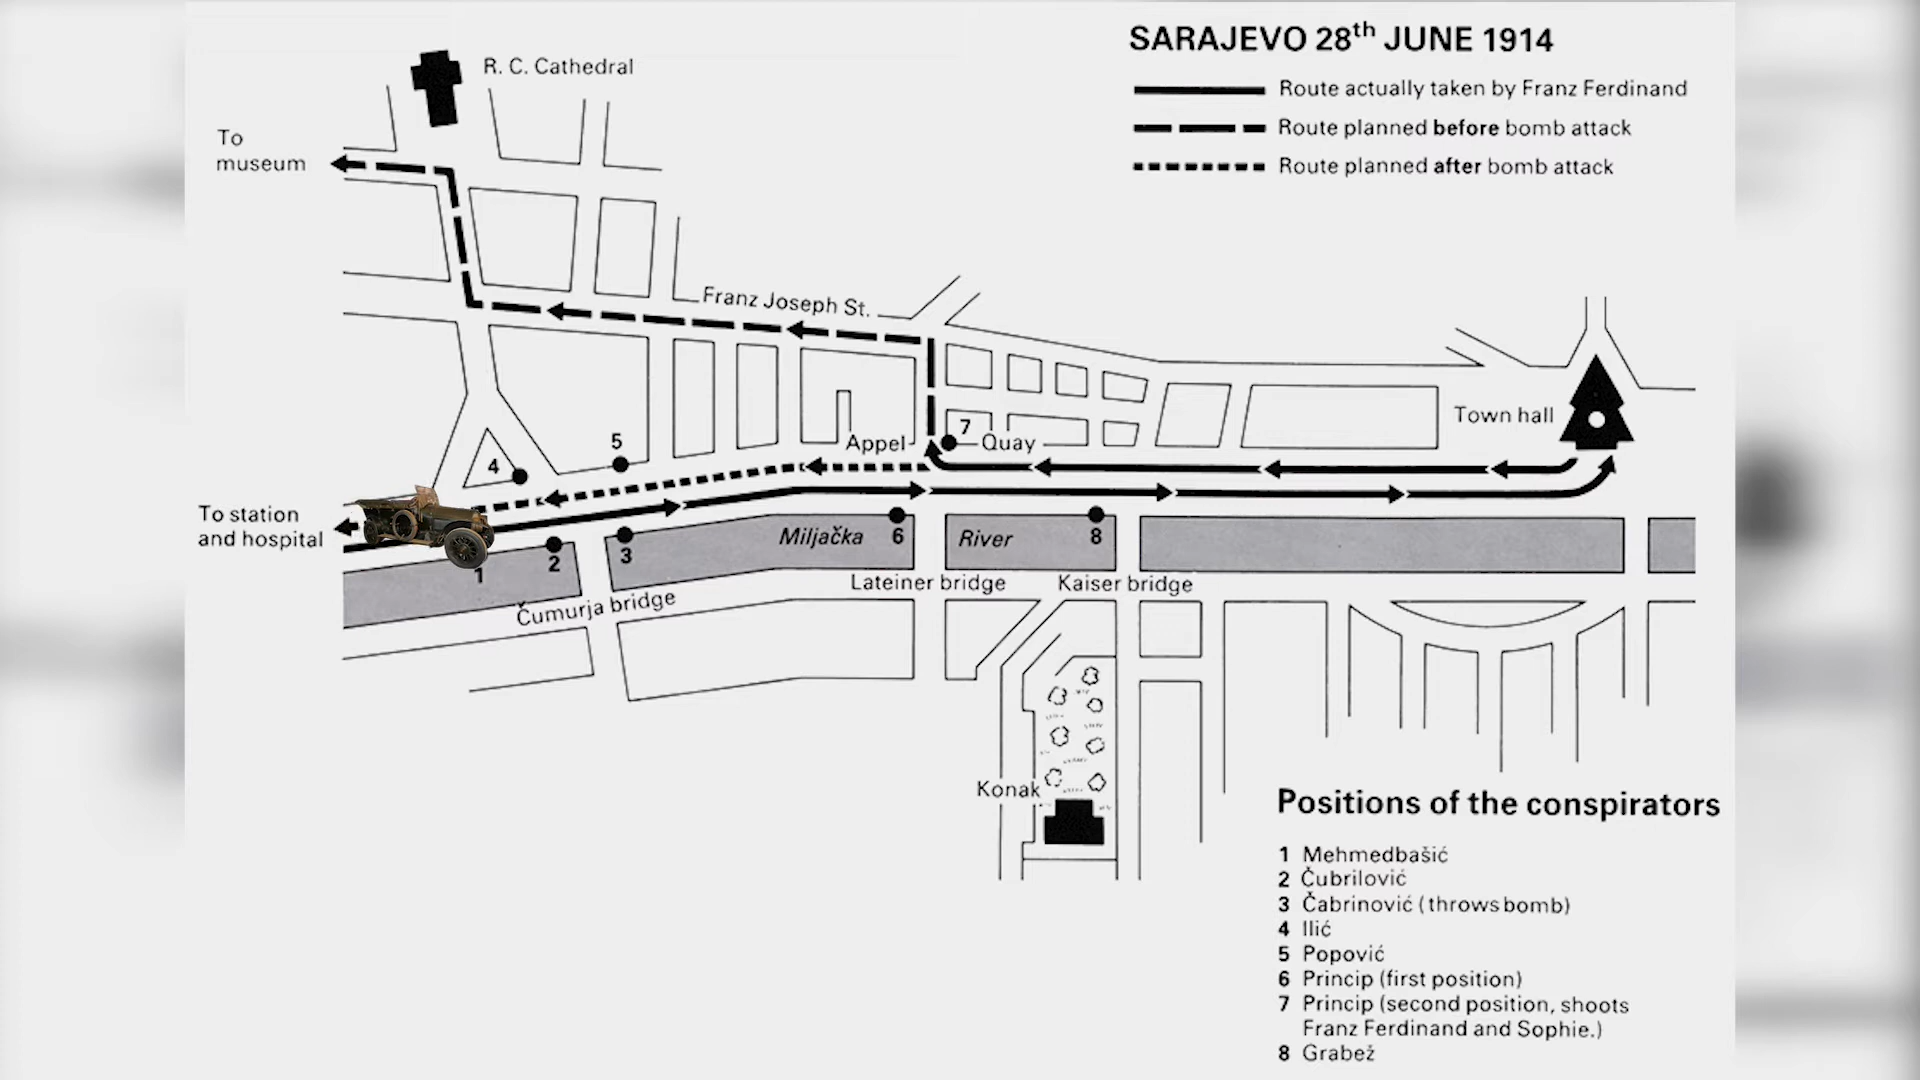 SARAJEVO 28th JUNE 1914
Route actually taken by Franz Ferdinand
Route planned before bomb attack
Route planned after bomb attack
R. C. Cathedral
To
museum
Franz Joseph St.
Town hall
Appel
7
Quay
5
4
To station
and hospital
Miljačka
6
River
8
3
2
1
Čumurja bridge
Lateiner bridge
Kaiser bridge
Konak
Positions of the conspirators
1 Mehmedbašić
2 Čubrilović
3 Čabrinović (throws bomb)
4 Ilić
5 Popović
6 Princip (first position)
7 Princip (second position, shoots
Franz Ferdinand and Sophie.)
8 Grabež